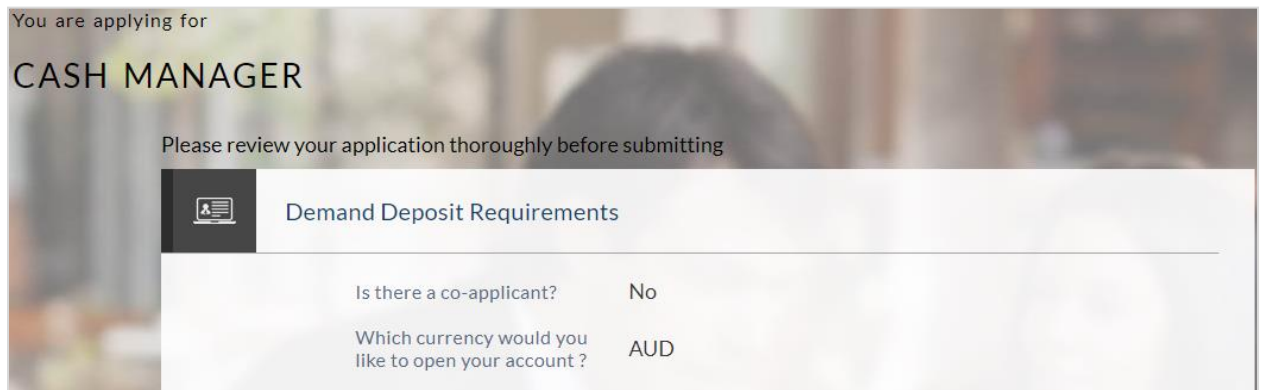 You are applying for
CASH MANAGER
Please review your application thoroughly before submitting
Demand Deposit Requirements
Is there a co-applicant? No
Which currency would you
like to open your account ? AUD